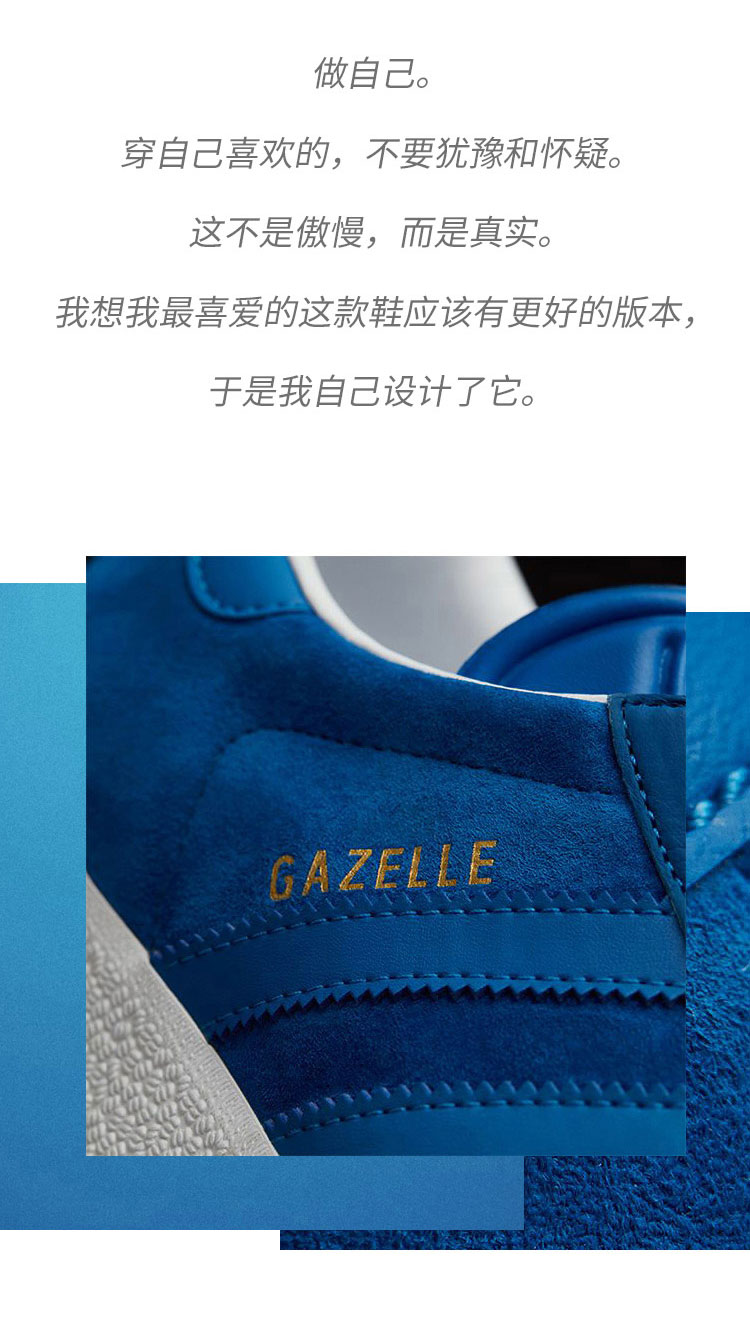 做自己。
穿自己喜欢的，不要犹豫和怀疑。
这不是傲慢，而是真实。
我想我最喜爱的这款鞋应该有更好的版本，
于是我自己设计了它。
GAZELLE